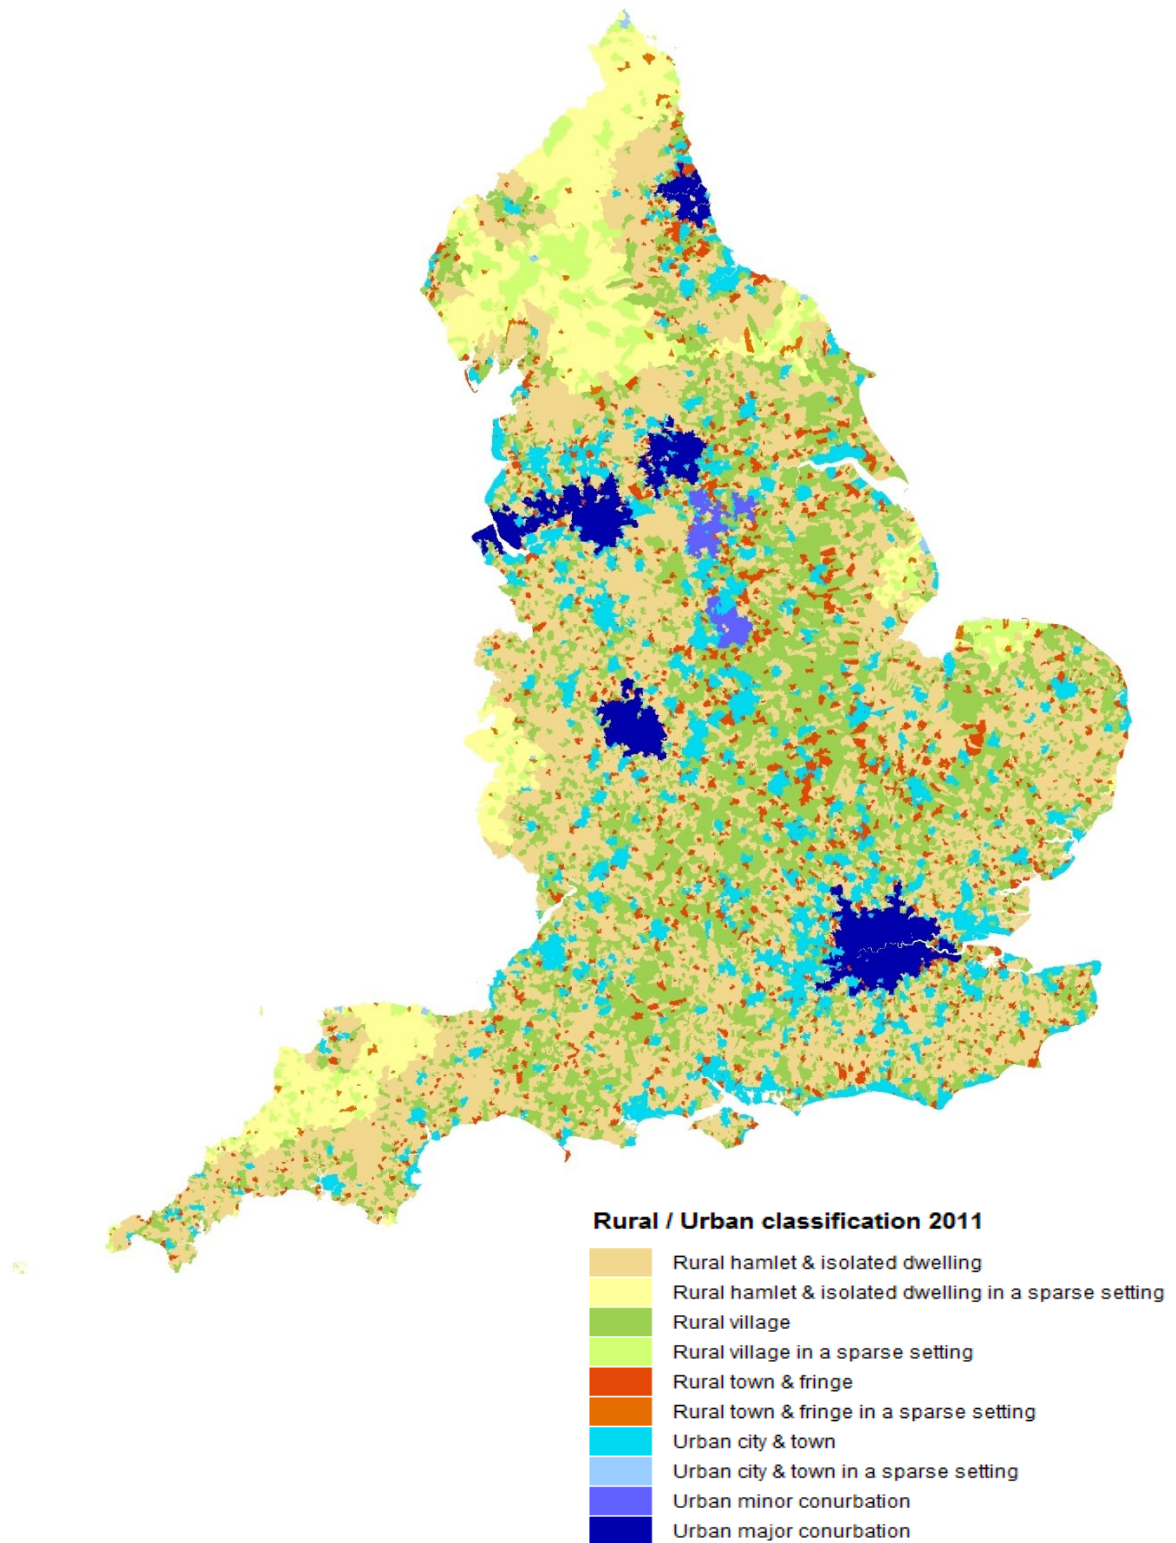 Rural / Urban classification 2011
Rural hamlet & isolated dwelling
Rural hamlet & isolated dwelling in a sparse setting
Rural village
Rural village in a sparse setting
Rural town & fringe
Rural town & fringe in a sparse setting
Urban city & town
Urban city & town in a sparse setting
Urban minor conurbation
Urban major conurbation